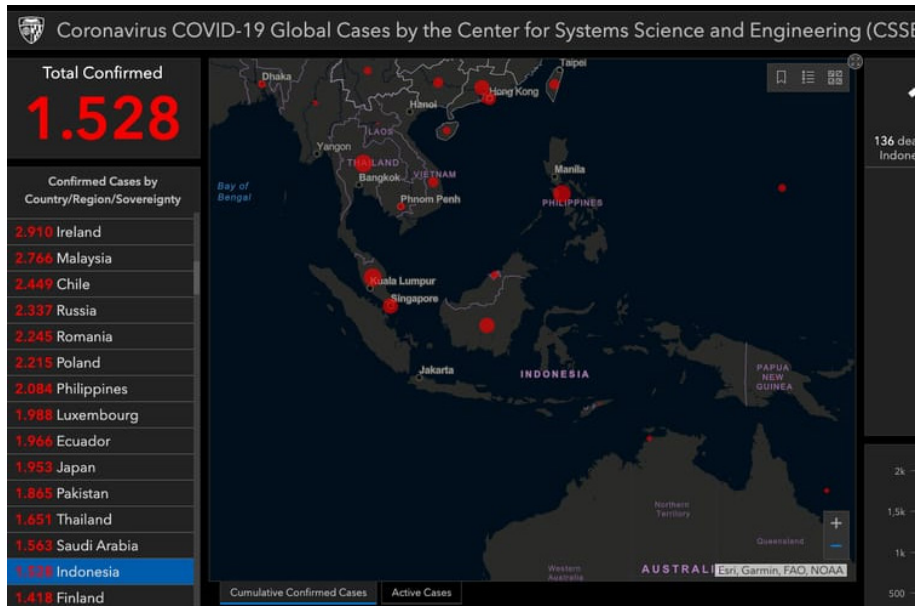 Coronavirus COVID-19 Global Cases by the Center for Systems Science and Engineering (CSSE
Total Confirmed
1.528
Confirmed Cases by
Country/Region/Sovereignty
2.910 Ireland
2.766 Malaysia
2.449 Chile
2.337 Russia
2.245 Romania
2.215 Poland
2.084 Philippines
1.988 Luxembourg
1.966 Ecuador
1.953 Japan
1.865 Pakistan
1.651 Thailand
1.563 Saudi Arabia
1.528 Indonesia
1.418 Finland
Dhaka
Taipei
Hong Kong
Hanoi
LAOS
Yangon
THAILAND
Bangkok
VIETNAM
Manila
Bay of
Bengal
Phnom Penh
PHILIPPINES
Kuala Lumpur
Singapore
Jakarta
INDONESIA
PAPUA
NEW
GUINEA
Northern
Territory
Queensland
Western
Australia
AUSTRALI
Esri, Garmin, FAO, NOAA
Cumulative Confirmed Cases
Active Cases
136 dea
Indone
2k
1,5k
1k
500